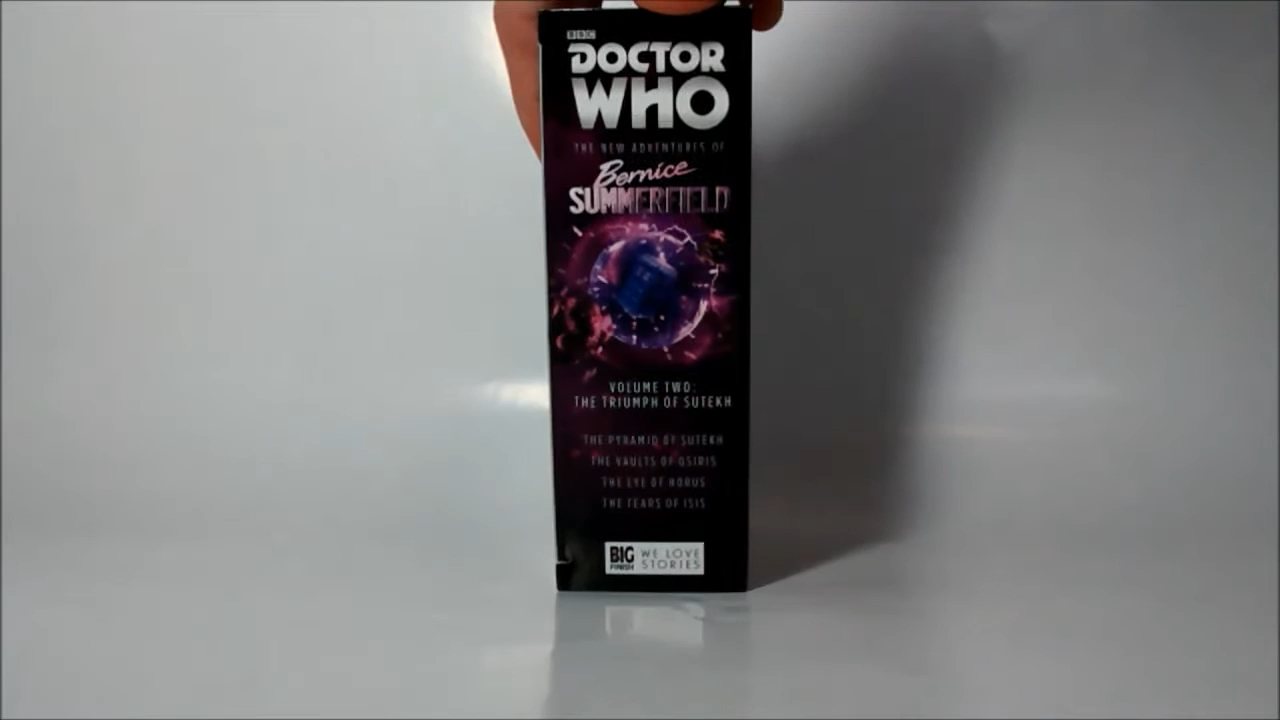 BBC
DOCTOR
WHO
THE NEW ADVENTURES OF
Bernice
SUMMERFIELD
VOLUME TWO:
THE TRIUMPH OF SUTEKH
THE PYRAMID OF SUTEKH
THE VAULTS OF OSIRIS
THE EYE OF HORUS
THE TEARS OF ISIS
BIG FINISH
WE LOVE
STORIES